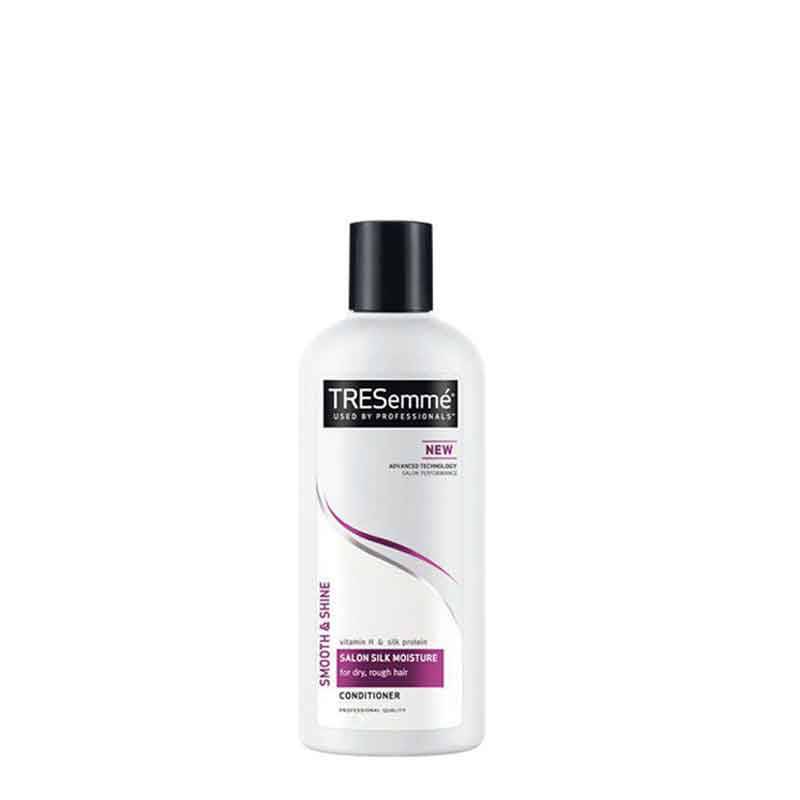 TRESemmé®
USED BY PROFESSIONALS™
NEW
ADVANCED TECHNOLOGY
SALON PERFORMANCE
SMOOTH & SHINE
vitamin H & silk protein
SALON SILK MOISTURE
for dry, rough hair
CONDITIONER
PROFESSIONAL QUALITY